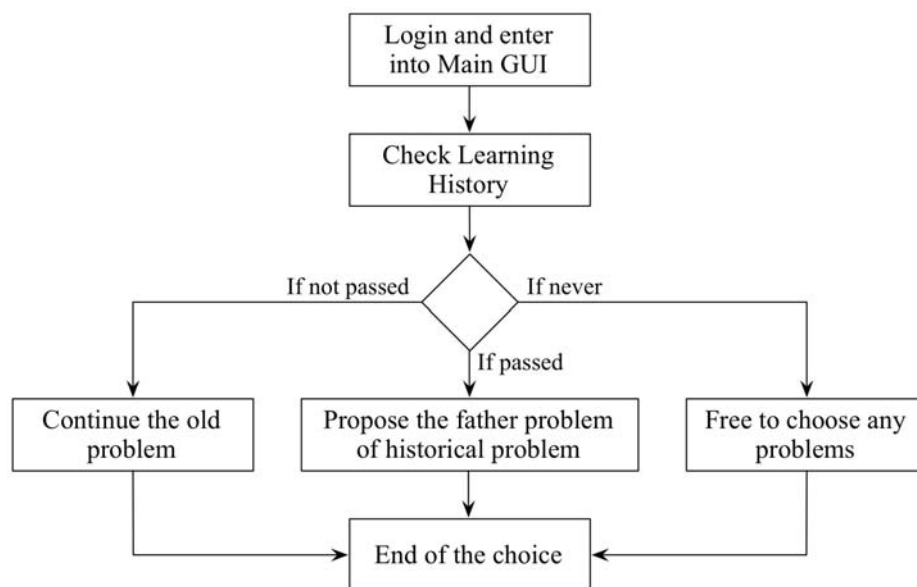 Login and enter
into Main GUI
Check Learning
History
If not passed
If never
If passed
Continue the old
problem
Propose the father problem
of historical problem
Free to choose any
problems
End of the choice